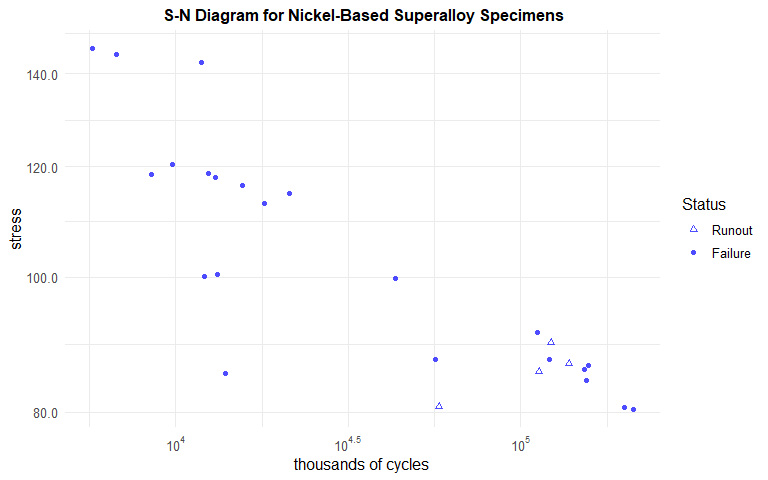 S-N Diagram for Nickel-Based Superalloy Specimens
140.0
120.0
100.0
80.0
stress
10^4
10^4.5
10^5
thousands of cycles
Status
Runout
Failure